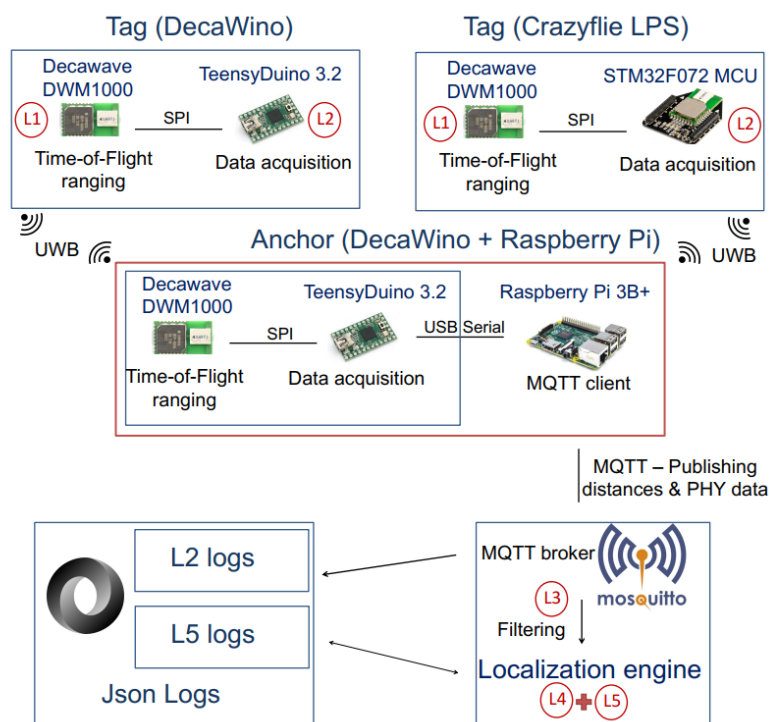 Tag (DecaWino)
Decawave
DWM1000
TeensyDuino 3.2
L1
SPI
L2
Time-of-Flight
ranging
Data acquisition
Tag (Crazyflie LPS)
Decawave
DWM1000
STM32F072 MCU
L1
SPI
L2
Time-of-Flight
ranging
Data acquisition
UWB
UWB
Anchor (DecaWino + Raspberry Pi)
Decawave
DWM1000
TeensyDuino 3.2
Raspberry Pi 3B+
SPI
USB Serial
Time-of-Flight
ranging
Data acquisition
MQTT client
MQTT – Publishing
distances & PHY data
L2 logs
L5 logs
Json Logs
MQTT broker
mosquitto
L3
Filtering
Localization engine
L4
L5